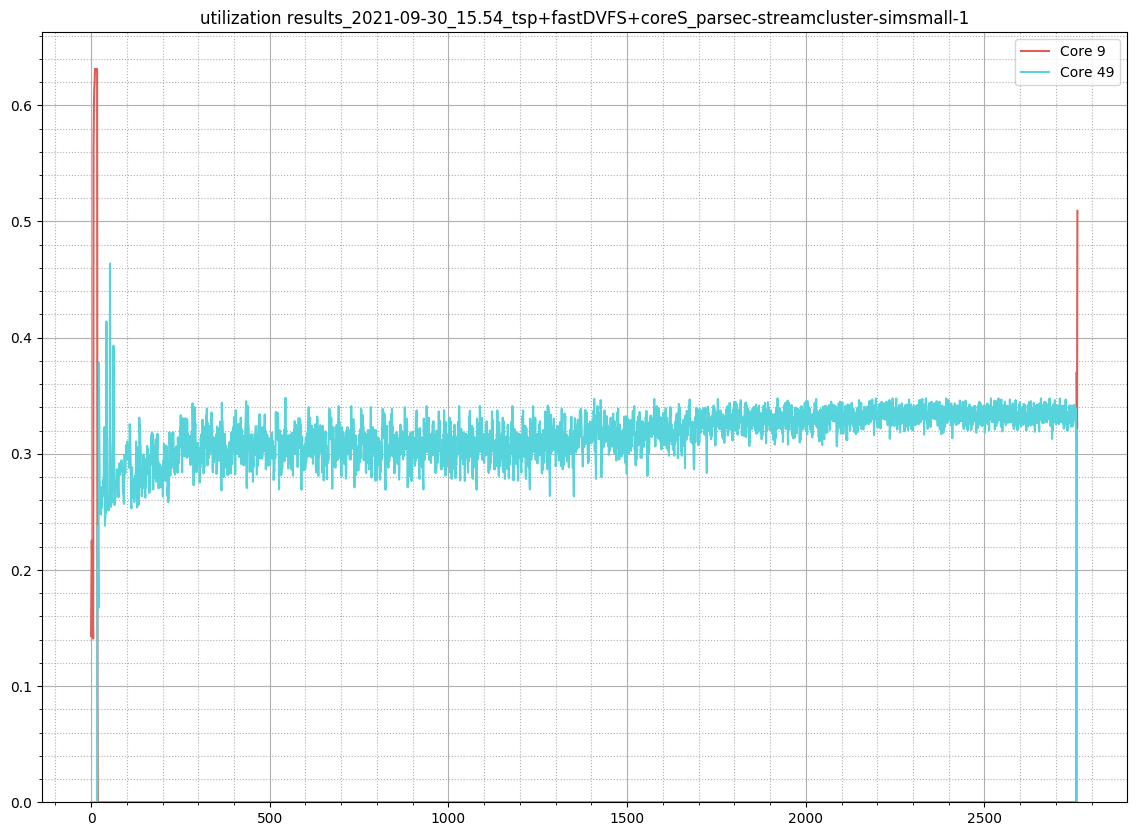 utilization results_2021-09-30_15.54_tsp+fastDVFS+coreS_parsec-streamcluster-simsmall-1
Core 9
Core 49
0.6
0.5
0.4
0.3
0.2
0.1
0.0
0 500 1000 1500 2000 2500